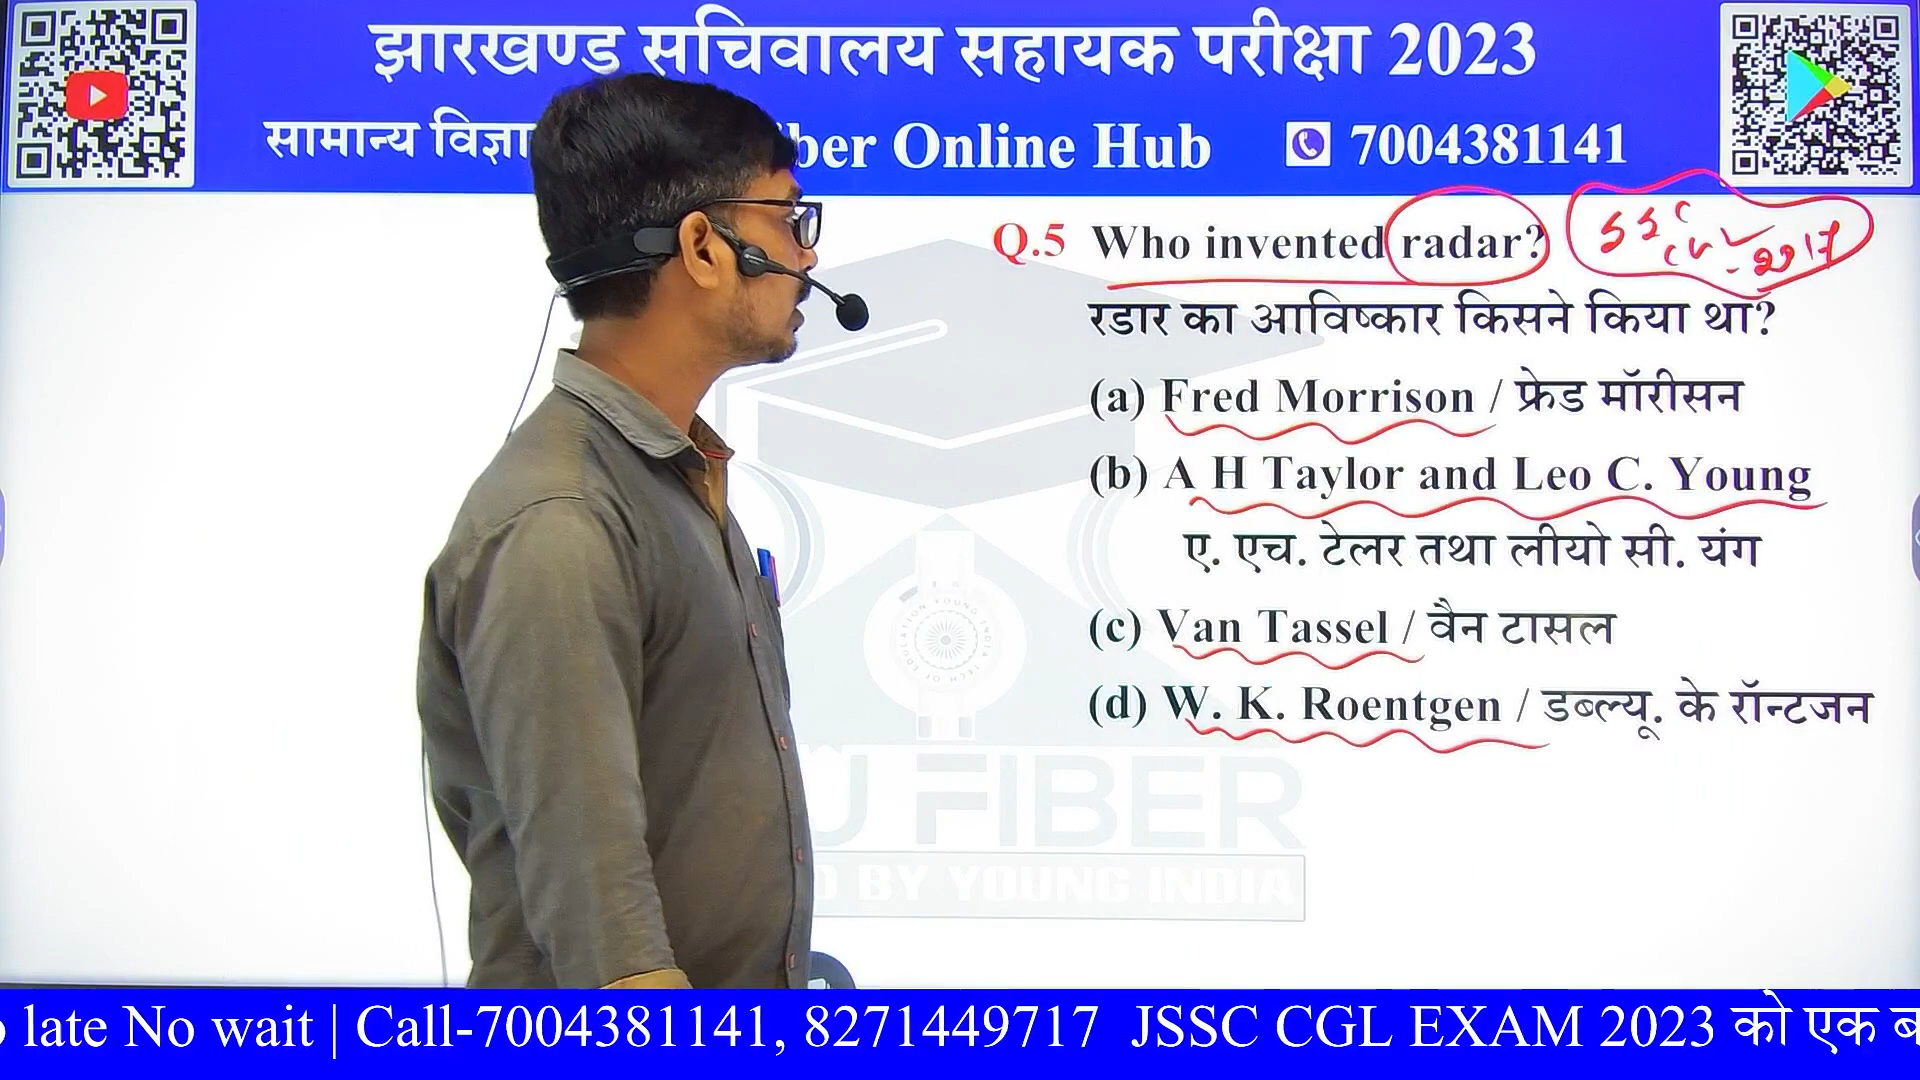 झारखण्ड सचिवालय सहायक परीक्षा 2023
सामान्य विज्ञा
ber Online Hub 7004381141
Q.5 Who invented radar?
रडार का आविष्कार किसने किया था?
(a) Fred Morrison / फ्रेड मॉरीसन
(b) A H Taylor and Leo C. Young
ए. एच. टेलर तथा लीयो सी. यंग
(c) Van Tassel / वैन टासल
(d) W. K. Roentgen / डब्ल्यू. के रॉन्टजन
U FIBER
D BY YOUNG INDIA
late No wait | Call-7004381141, 8271449717 JSSC CGL EXAM 2023 को एक ब